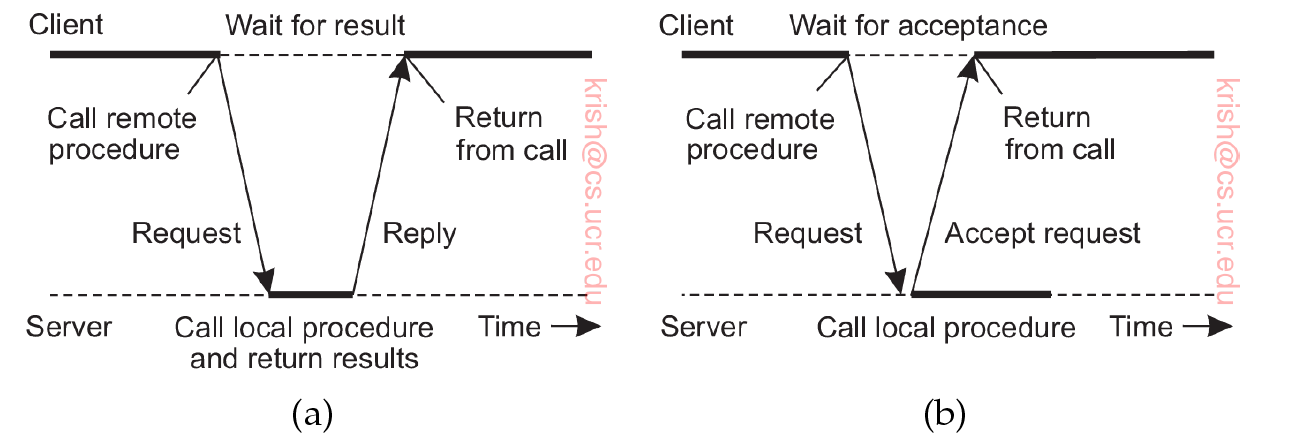 Client
Wait for result
Call remote
procedure
Return
from call
Request
Reply
Server
Call local procedure
and return results
Time
krish@cs.ucr.edu
(a)
Client
Wait for acceptance
Call remote
procedure
Return
from call
Request
Accept request
Server
Call local procedure
Time
krish@cs.ucr.edu
(b)